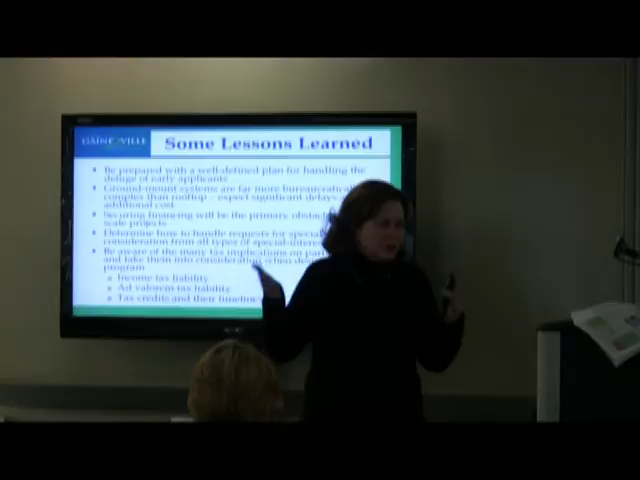 GAINESVILLE
Some Lessons Learned
Be prepared with a well-defined plan for handling the
deluge of early applicants
Ground-mount systems are far more bureaucratically
complex than rooftop – expect significant delays
additional cost
Securing financing will be the primary
scale projects
Determine how to handle requests for special
consideration from all types of
Be aware of the many tax implications on
and take them into consideration when
program
Income tax liability
Ad valorem tax liability
Tax credits and their